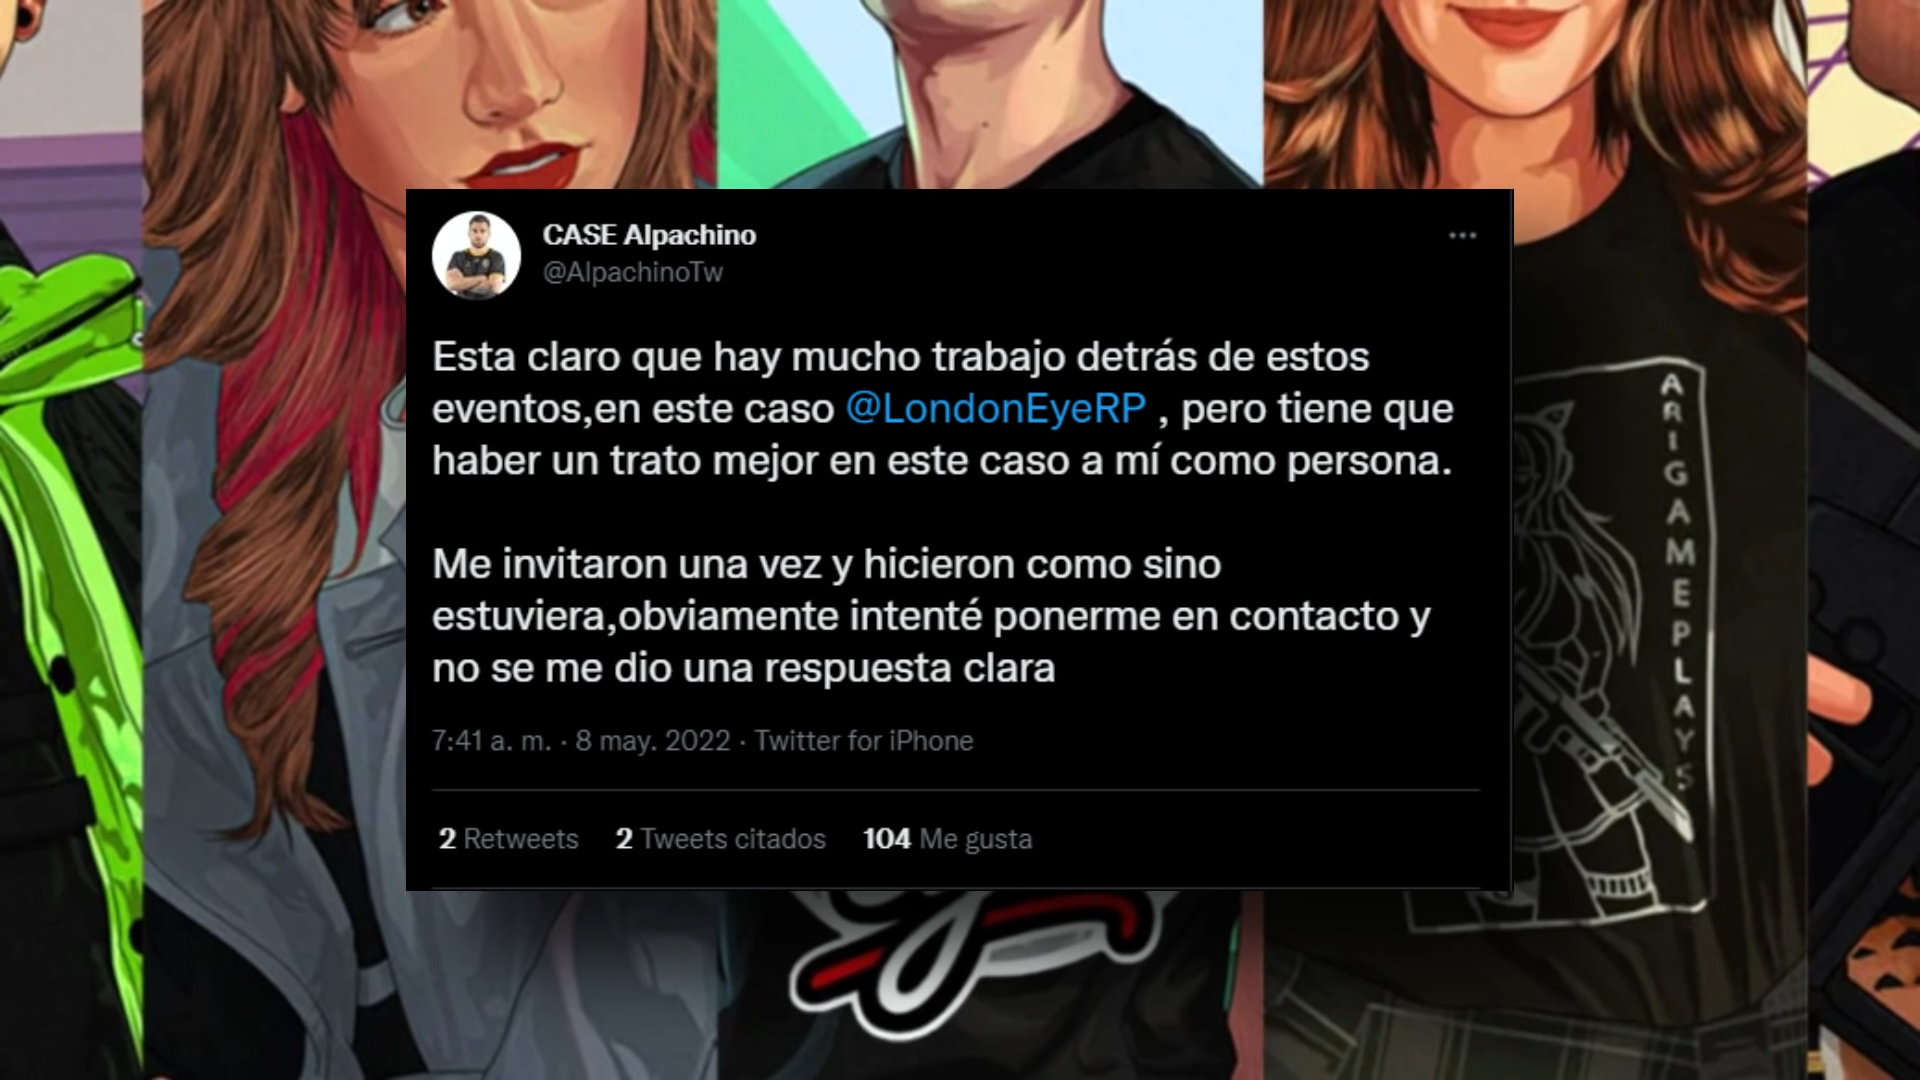 CASE Alpachino
@AlpachinoTw
Esta claro que hay mucho trabajo detrás de estos
eventos,en este caso @LondonEyeRP , pero tiene que
haber un trato mejor en este caso a mí como persona.
Me invitaron una vez y hicieron como sino
estuviera,obviamente intenté ponerme en contacto y
no se me dio una respuesta clara
7:41 a. m. · 8 may. 2022 · Twitter for iPhone
2 Retweets 2 Tweets citados 104 Me gusta
ARIGAMEPLAYS